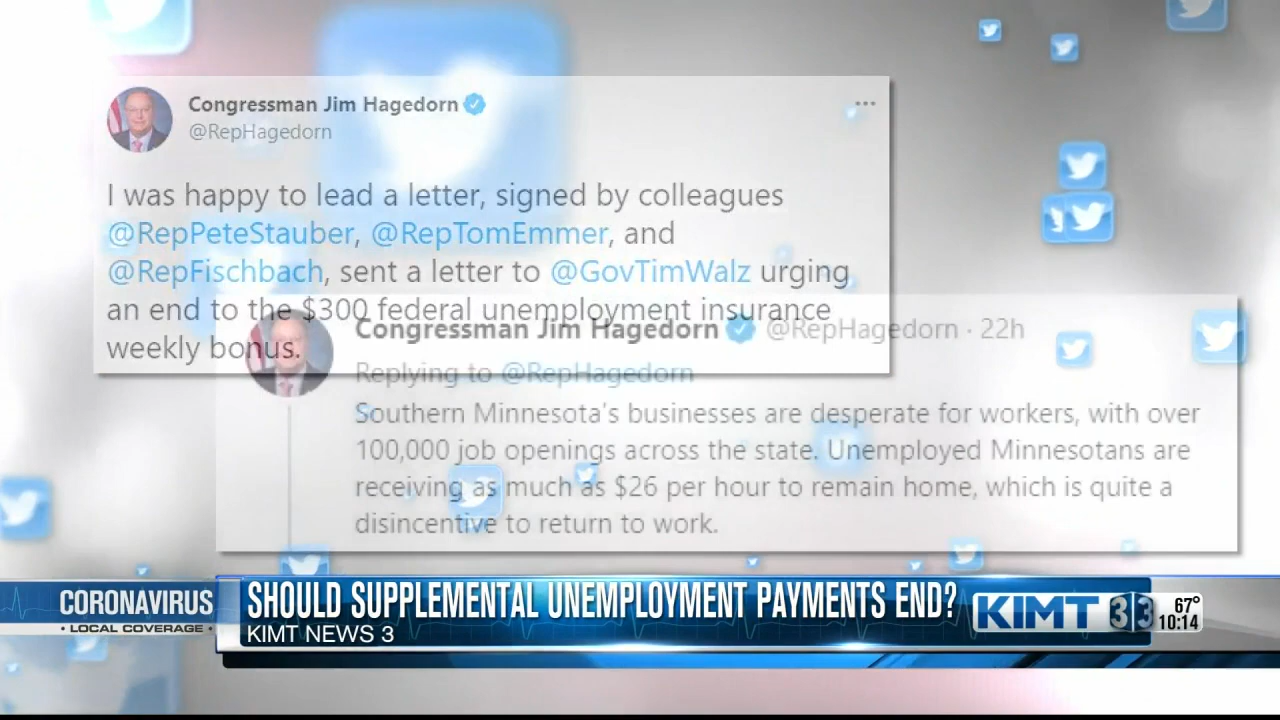 Congressman Jim Hagedorn
@RepHagedorn
I was happy to lead a letter, signed by colleagues
@RepPeteStauber, @RepTomEmmer, and
@RepFischbach, sent a letter to @GovTimWalz urging
an end to the $300 federal unemployment insurance
weekly bonus.
Congressman Jim Hagedorn @RepHagedorn · 22h
Replying to @RepHagedorn
Southern Minnesota's businesses are desperate for workers, with over
100,000 job openings across the state. Unemployed Minnesotans are
receiving as much as $26 per hour to remain home, which is quite a
disincentive to return to work.
CORONAVIRUS
• LOCAL COVERAGE •
SHOULD SUPPLEMENTAL UNEMPLOYMENT PAYMENTS END?
KIMT NEWS 3
KIMT 3
67°
10:14